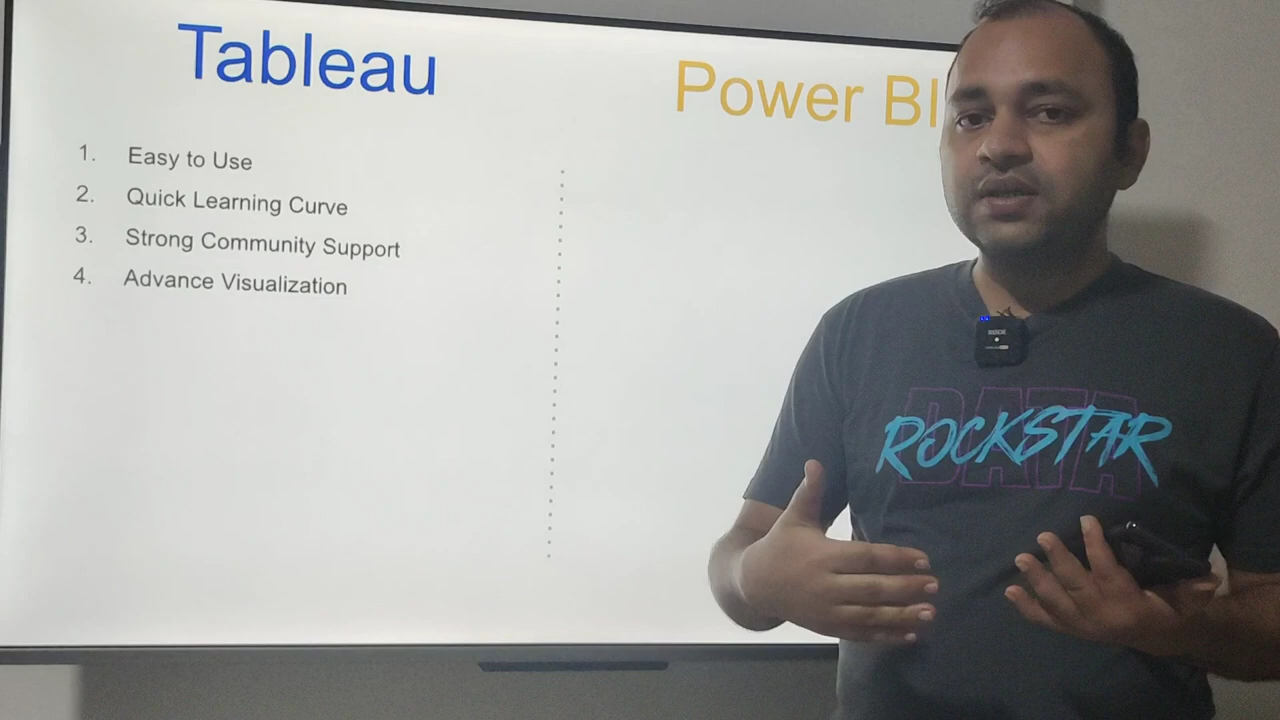 Tableau
Power BI
1. Easy to Use
2. Quick Learning Curve
3. Strong Community Support
4. Advance Visualization
DATA
ROCKSTAR